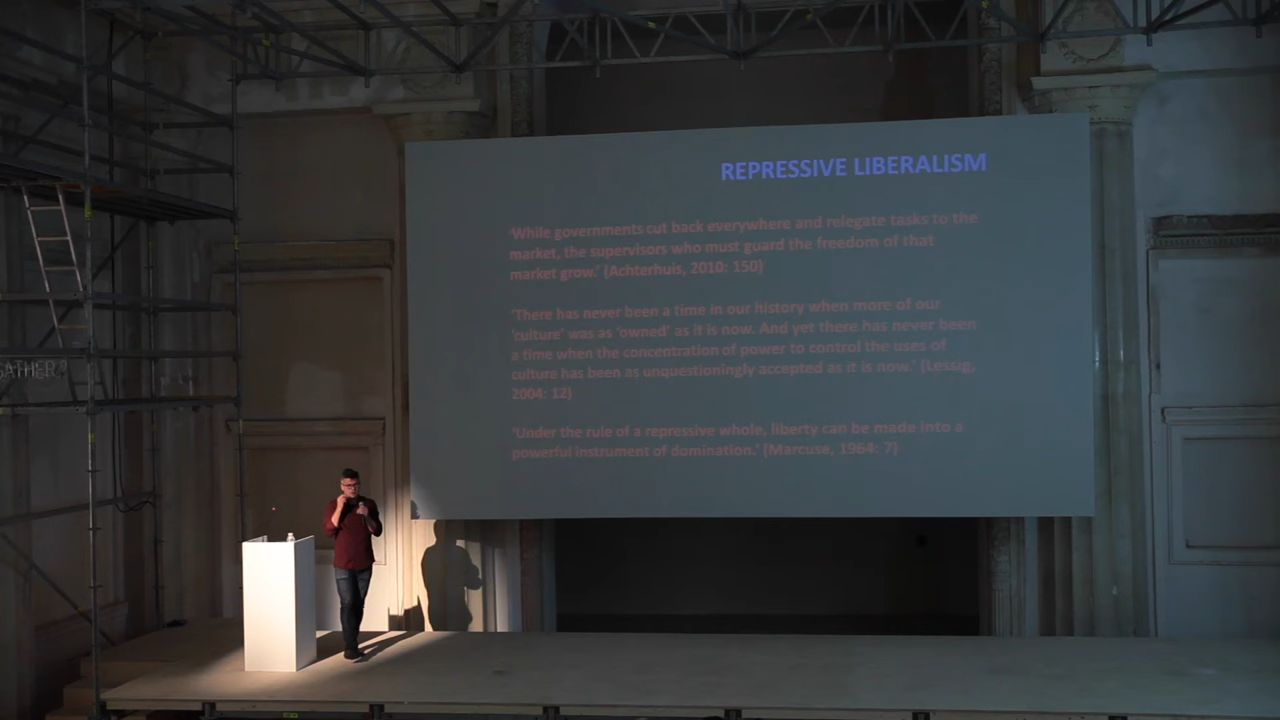 REPRESSIVE LIBERALISM
‘While governments cut back everywhere and relegate tasks to the
market, the supervisors who must guard the freedom of that
market grow.’ (Achterhuis, 2010: 150)
‘There has never been a time in our history when more of our
‘culture’ was as ‘owned’ as it is now. And yet there has never been
a time when the concentration of power to control the uses of
culture has been as unquestioningly accepted as it is now.’ (Lessig,
2004: 12)
‘Under the rule of a repressive whole, liberty can be made into a
powerful instrument of domination.’ (Marcuse, 1964: 7)
GATHER?